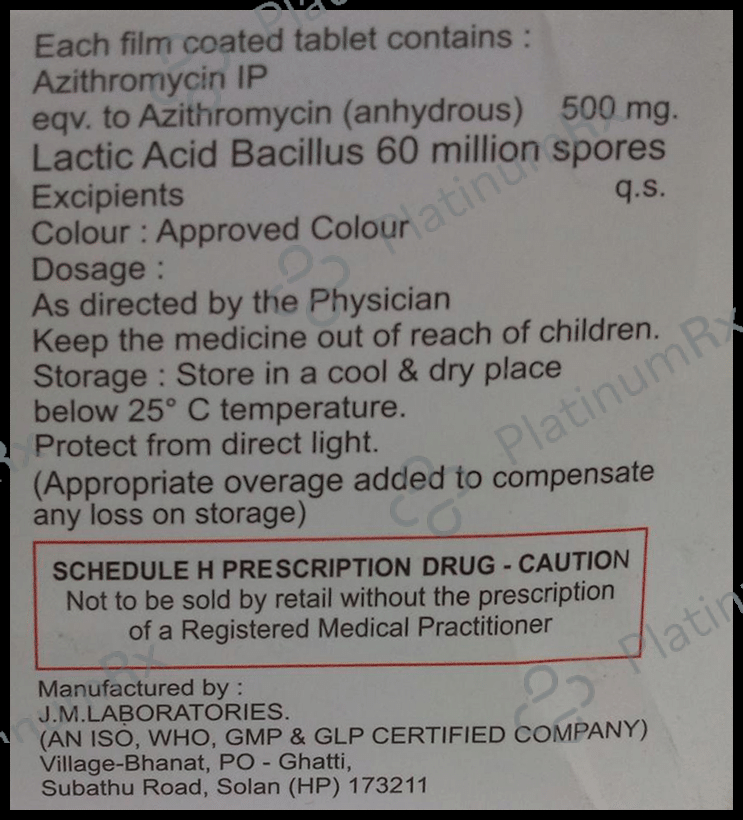 Each film coated tablet contains :
Azithromycin IP
eqv. to Azithromycin (anhydrous) 500 mg.
Lactic Acid Bacillus 60 million spores
Excipients q.s.
Colour : Approved Colour
Dosage :
As directed by the Physician
Keep the medicine out of reach of children.
Storage : Store in a cool & dry place
below 25° C temperature.
Protect from direct light.
(Appropriate overage added to compensate
any loss on storage)
SCHEDULE H PRESCRIPTION DRUG - CAUTION
Not to be sold by retail without the prescription
of a Registered Medical Practitioner
Manufactured by :
J.M.LABORATORIES.
(AN ISO, WHO, GMP & GLP CERTIFIED COMPANY)
Village-Bhanat, PO - Ghatti,
Subathu Road, Solan (HP) 173211
PlatinumRx
PlatinumRx